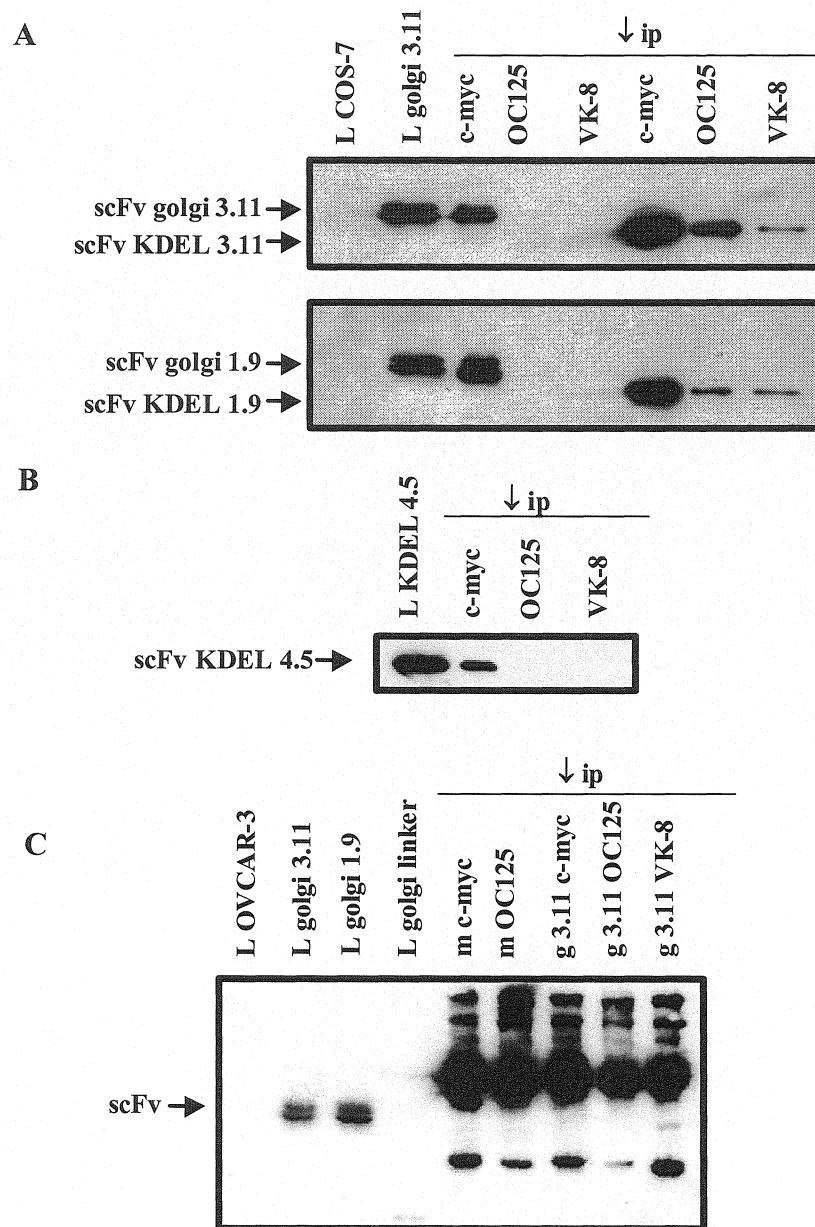 A
L COS-7
L golgi 3.11
↓ ip
c-myc
OC125
VK-8
c-myc
OC125
VK-8
scFv golgi 3.11
scFv KDEL 3.11
scFv golgi 1.9
scFv KDEL 1.9
B
L KDEL 4.5
↓ ip
c-myc
OC125
VK-8
scFv KDEL 4.5
C
L OVCAR-3
L golgi 3.11
L golgi 1.9
L golgi linker
↓ ip
m c-myc
m OC125
g 3.11 c-myc
g 3.11 OC125
g 3.11 VK-8
scFv